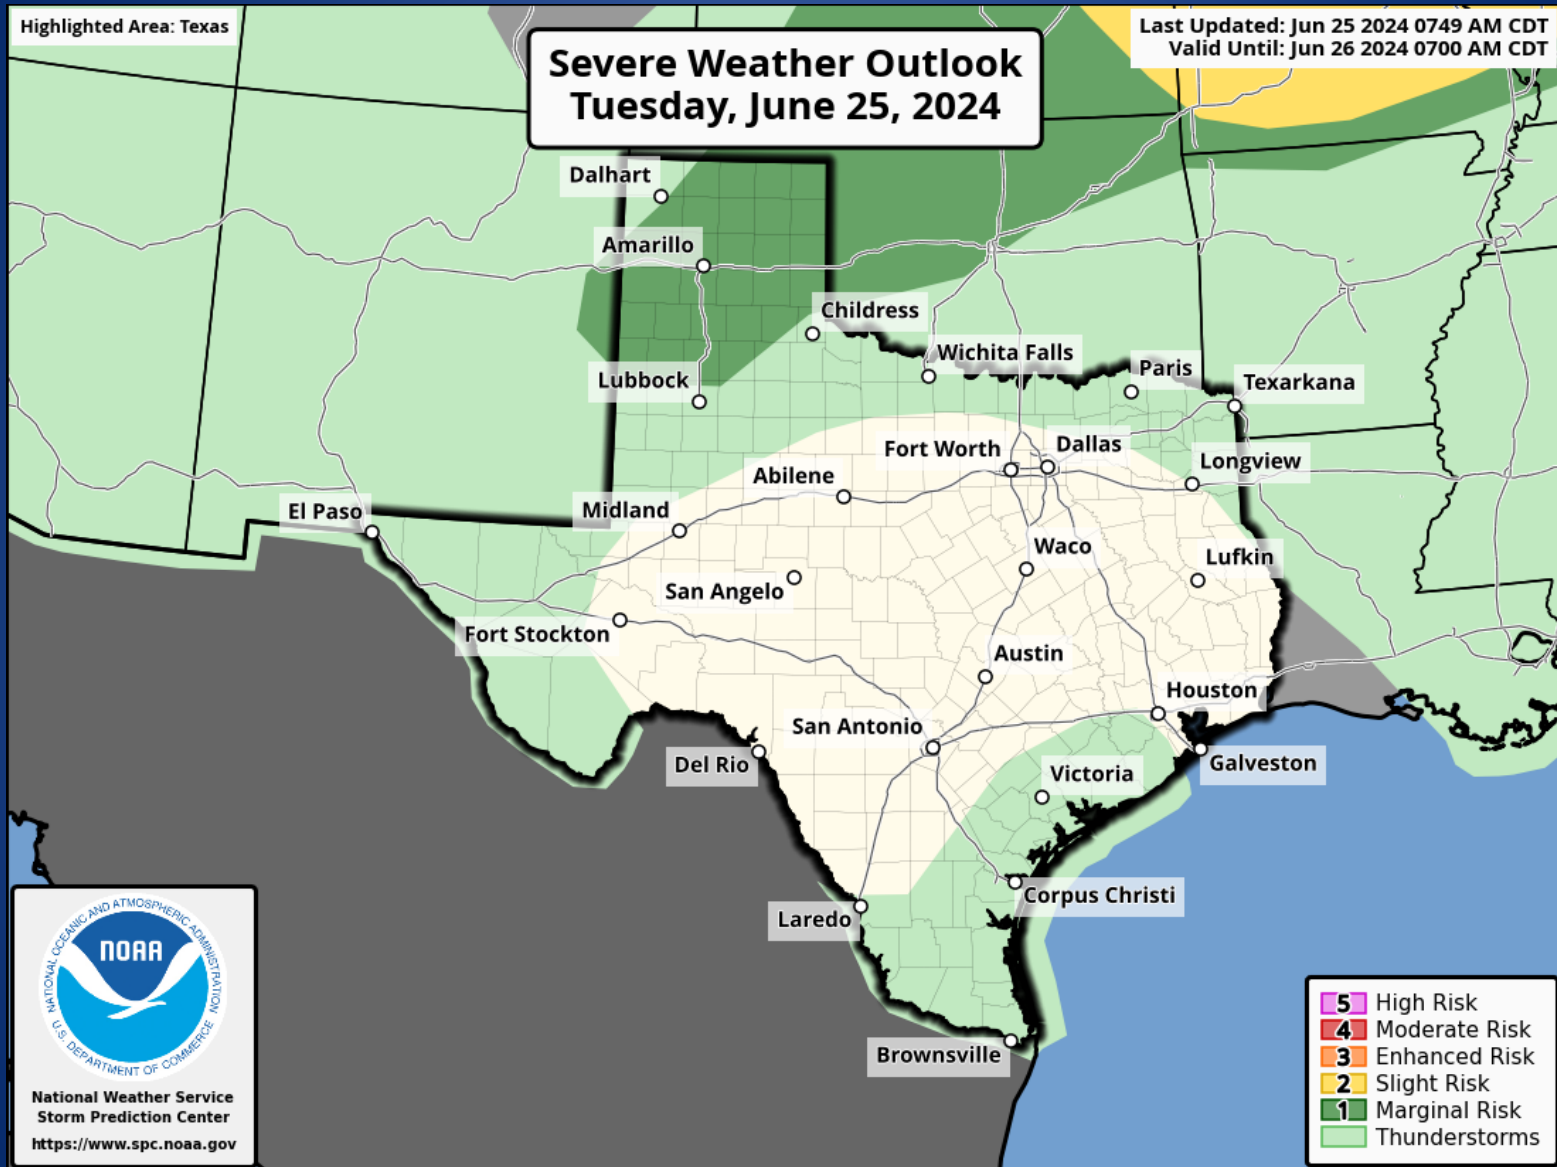 Highlighted Area: Texas
Severe Weather Outlook
Tuesday, June 25, 2024
Last Updated: Jun 25 2024 0749 AM CDT
Valid Until: Jun 26 2024 0700 AM CDT
Dalhart
Amarillo
Childress
Wichita Falls
Paris
Texarkana
Lubbock
Fort Worth
Dallas
Longview
Abilene
Midland
El Paso
Waco
Lufkin
San Angelo
Fort Stockton
Austin
Houston
San Antonio
Galveston
Del Rio
Victoria
Corpus Christi
Laredo
Brownsville
NATIONAL OCEANIC AND ATMOSPHERIC ADMINISTRATION
NOAA
U.S. DEPARTMENT OF COMMERCE
National Weather Service
Storm Prediction Center
https://www.spc.noaa.gov
5 High Risk
4 Moderate Risk
3 Enhanced Risk
2 Slight Risk
1 Marginal Risk
Thunderstorms